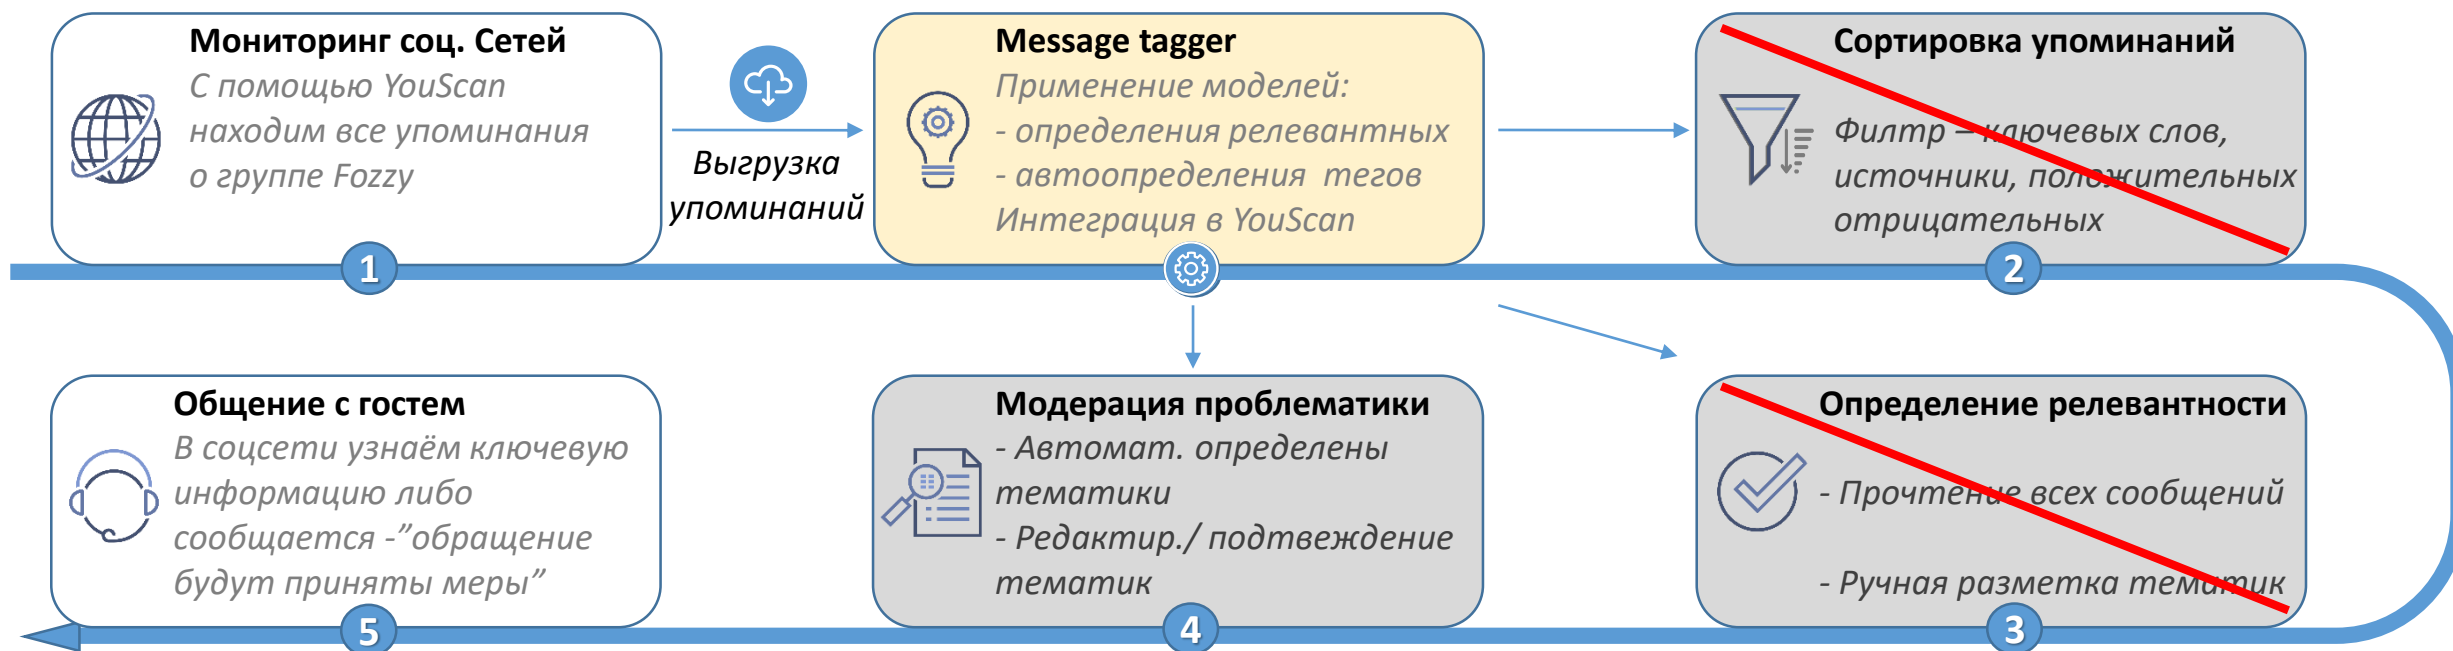 Мониторинг соц. Сетей
С помощью YouScan
находим все упоминания
о группе Fozzy
1
Выгрузка
упоминаний
Message tagger
Применение моделей:
- определения релевантных
- автоопределения тегов
Интеграция в YouScan
Сортировка упоминаний
Филтр – ключевых слов,
источники, положительных
отрицательных
2
Определение релевантности
- Прочтение всех сообщений
- Ручная разметка тематик
3
Модерация проблематики
- Автомат. определены
тематики
- Редактир./ подтвеждение
тематик
4
Общение с гостем
В соцсети узнаём ключевую
информацию либо
сообщается -”обращение
будут приняты меры”
5